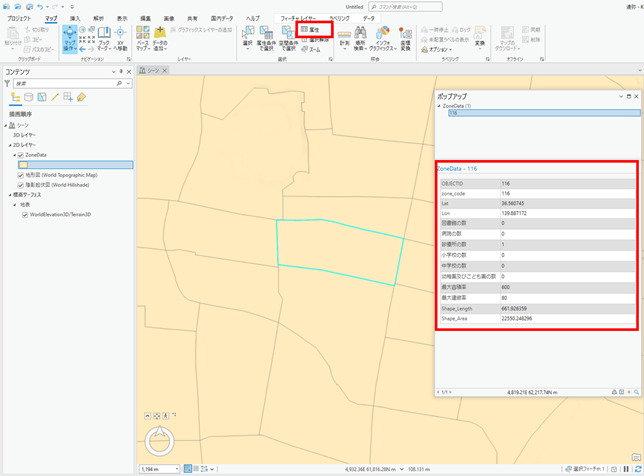 Untitled
コマンド検索 (Alt+Q)
プロジェクト マップ 挿入 解析 表示 編集 画像 共有 国内データ ヘルプ フィーチャ レイヤー ラベリング データ
貼り付け
切り取り
コピー
マップ操作
ブックマーク
XY へ移動
ベースマップ
データの追加
グラフィックス レイヤーの追加
選択
属性条件で選択
空間条件で選択
属性
選択解除
ズーム
計測
場所検索
インフォグラフィックス
座標変換
一時停止 ロック
未配置ラベルの表示
オプション
変換
マップのダウンロード
同期
削除
クリップボード
ナビゲーション
レイヤー
選択
照会
ラベリング
オフライン
コンテンツ
検索
描画順序
シーン
3D レイヤー
2D レイヤー
ZoneData
地形図 (World Topographic Map)
陰影起伏図 (World Hillshade)
標高サーフェス
地表
WorldElevation3D/Terrain3D
シーン
ポップアップ
ZoneData (1)
116
ZoneData - 116
OBJECTID 116
zone_code 116
Lat 36.560745
Lon 139.887172
図書館の数 0
病院の数 0
診療所の数 1
小学校の数 0
中学校の数 0
幼稚園及びこども園の数 0
最大容積率 600
最大建蔽率 80
Shape_Length 661.926359
Shape_Area 22550.248296
1/1
4,819.21E 62,217.74N m
1,194 m
4,932.36E 61,816.28N m
108.131 m
選択フィーチャ: 1